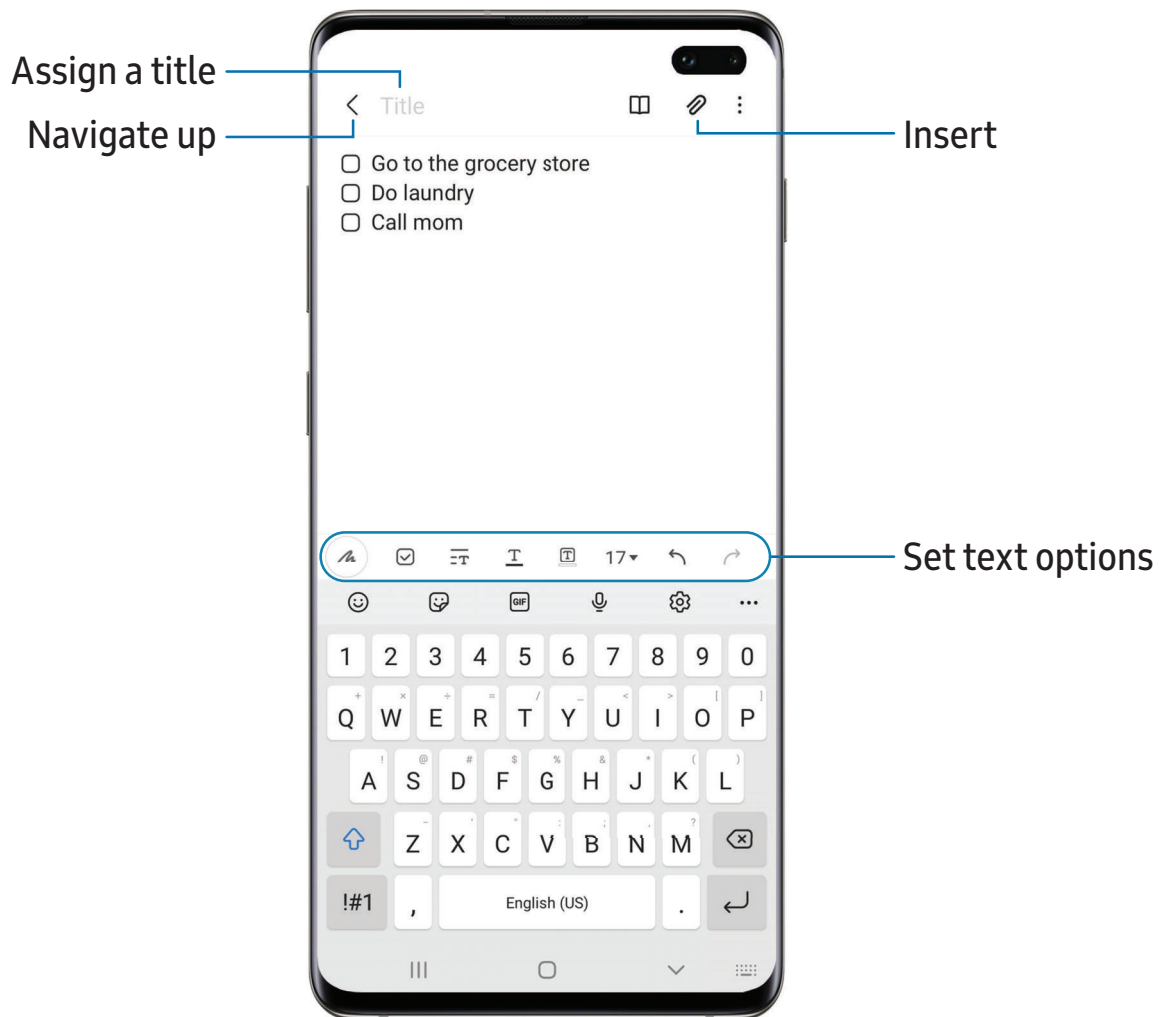 Assign a title
Title
Navigate up
Insert
Go to the grocery store
Do laundry
Call mom
T T T 17
Set text options
GIF
1 2 3 4 5 6 7 8 9 0
+ × ÷ = / _ < > [ ]
Q W E R T Y U I O P
! @ # $ % & * ( )
A S D F G H J K L
Z X C V B N M
!#1 , English (US) .